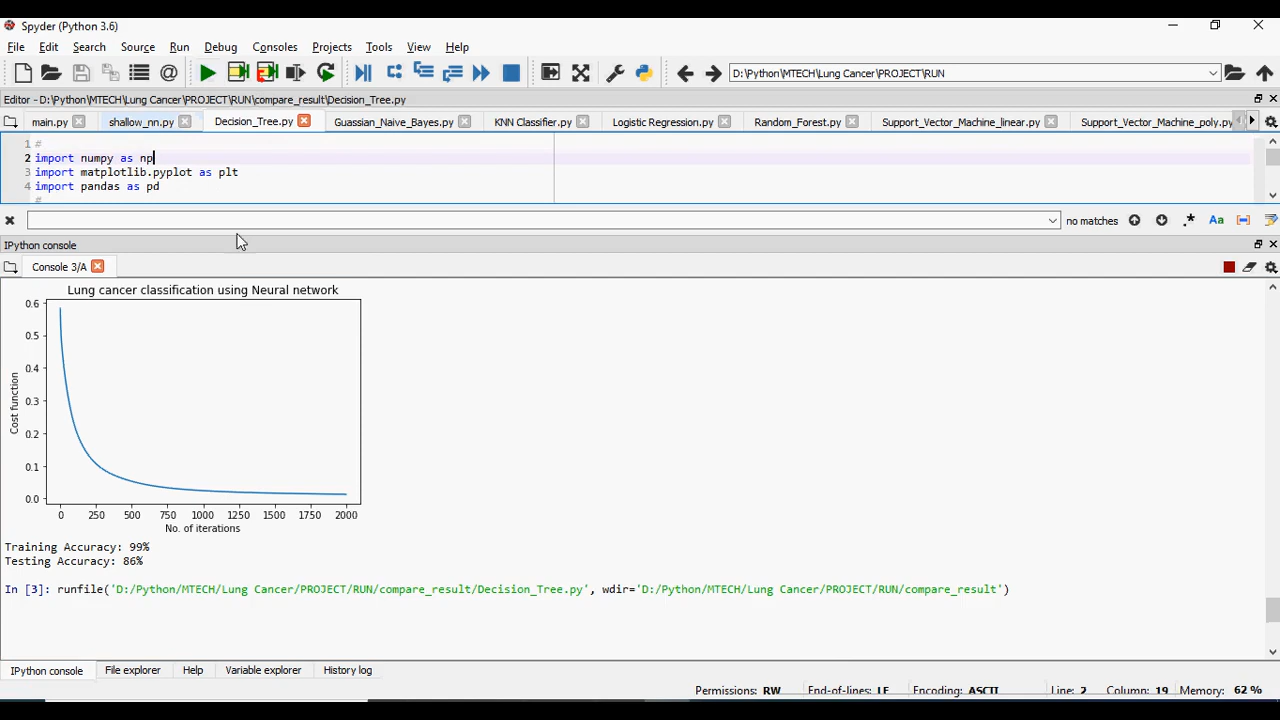 Spyder (Python 3.6)
File Edit Search Source Run Debug Consoles Projects Tools View Help
D:\Python\MTECH\Lung Cancer\PROJECT\RUN
Editor - D:\Python\MTECH\Lung Cancer\PROJECT\RUN\compare_result\Decision_Tree.py
main.py shallow_nn.py Decision_Tree.py Guassian_Naive_Bayes.py KNN Classifier.py Logistic Regression.py Random_Forest.py Support_Vector_Machine_linear.py Support_Vector_Machine_poly.py
1 #
2 import numpy as np
3 import matplotlib.pyplot as plt
4 import pandas as pd
#
no matches .* Aa
IPython console
Console 3/A
Lung cancer classification using Neural network
0.6
0.5
0.4
0.3
0.2
0.1
0.0
Cost function
0 250 500 750 1000 1250 1500 1750 2000
No. of iterations
Training Accuracy: 99%
Testing Accuracy: 86%
In [3]: runfile('D:/Python/MTECH/Lung Cancer/PROJECT/RUN/compare_result/Decision_Tree.py', wdir='D:/Python/MTECH/Lung Cancer/PROJECT/RUN/compare_result')
IPython console File explorer Help Variable explorer History log
Permissions: RW End-of-lines: LF Encoding: ASCII Line: 2 Column: 19 Memory: 62 %